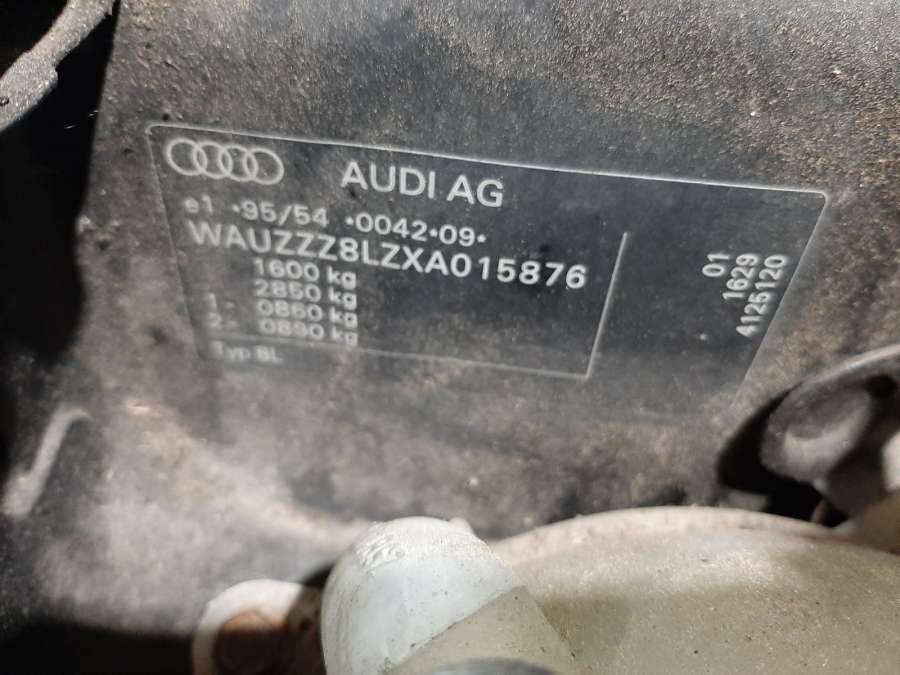 AUDI AG
e1 •95/54 •0042•09•
WAUZZZ8LZXA015876
1600 kg
2850 kg
1- 0860 kg
2- 0890 kg
Typ 8L
01
1629
4125120